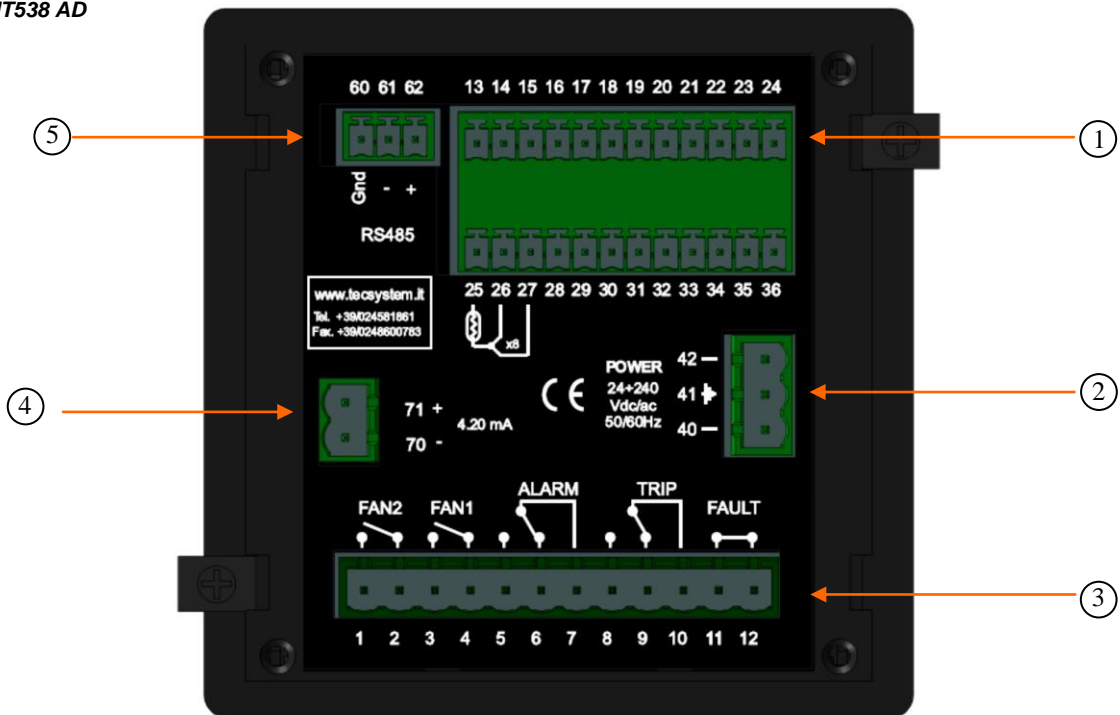 NT538 AD
60 61 62
13 14 15 16 17 18 19 20 21 22 23 24
5
1
Gnd - +
RS485
25 26 27 28 29 30 31 32 33 34 35 36
x8
www.tecsystem.it
Tel. +39/024581861
Fax. +39/0248600783
POWER
24÷240
Vdc/ac
50/60Hz
42
41
40
2
CE
4
71 +
70 -
4.20 mA
FAN2 FAN1 ALARM TRIP FAULT
3
1 2 3 4 5 6 7 8 9 10 11 12